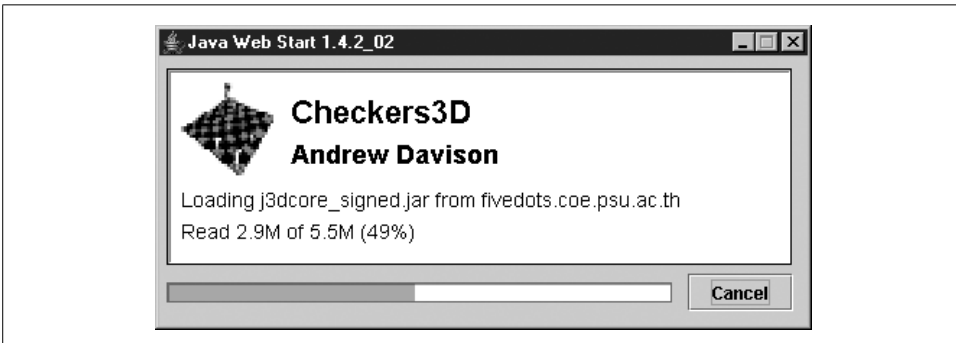 Java Web Start 1.4.2_02
Checkers3D
Andrew Davison
Loading j3dcore_signed.jar from fivedots.coe.psu.ac.th
Read 2.9M of 5.5M (49%)
Cancel